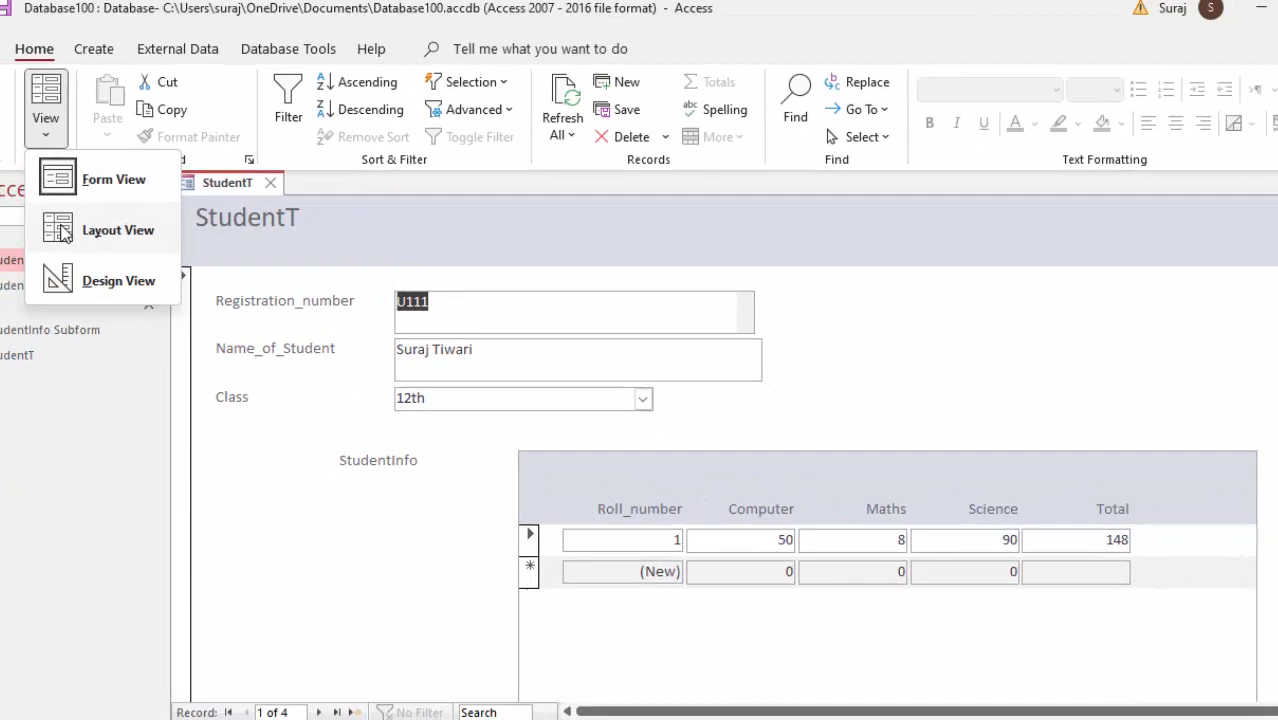 Database100 : Database- C:\Users\suraj\OneDrive\Documents\Database100.accdb (Access 2007 - 2016 file format) - Access
Suraj
S
Home
Create
External Data
Database Tools
Help
Tell me what you want to do
View
Paste
Cut
Copy
Format Painter
Filter
Ascending
Descending
Remove Sort
Selection
Advanced
Toggle Filter
Sort & Filter
Refresh All
New
Save
Delete
Totals
Spelling
More
Records
Find
Replace
Go To
Select
Find
B I U A
Text Formatting
Form View
Layout View
Design View
StudentT
StudentT
Registration_number
U111
Name_of_Student
Suraj Tiwari
Class
12th
StudentInfo
Roll_number Computer Maths Science Total
1 50 8 90 148
(New) 0 0 0
cce
uden
uden
udentInfo Subform
udentT
Record:
1 of 4
No Filter
Search